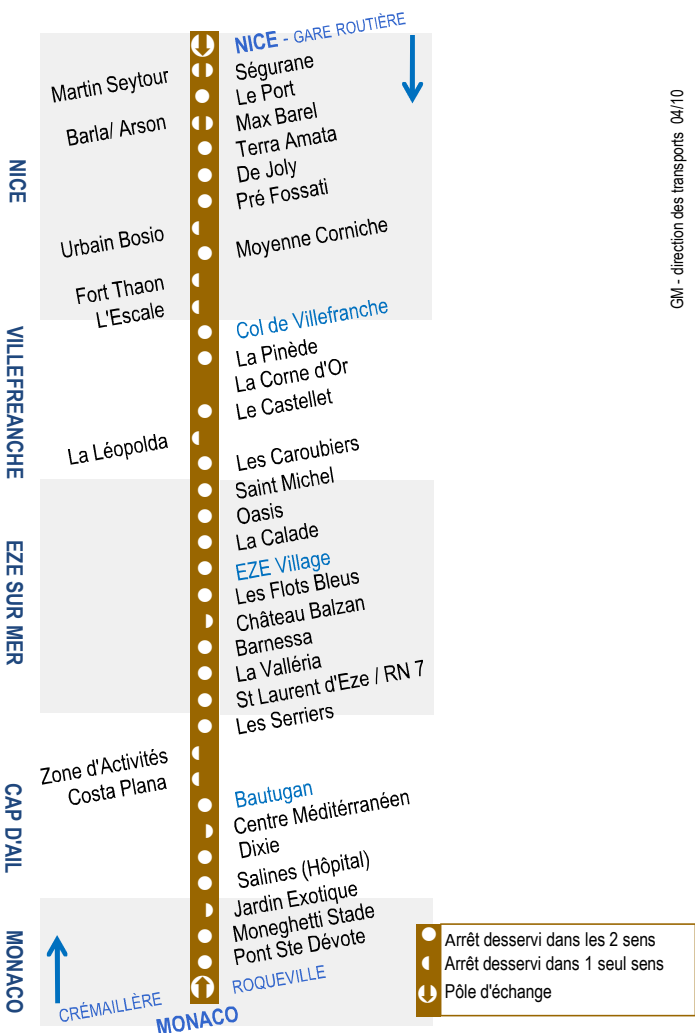 NICE - GARE ROUTIÈRE
Martin Seytour
Ségurane
Le Port
Barla/ Arson
Max Barel
Terra Amata
De Joly
Pré Fossati
Urbain Bosio
Moyenne Corniche
Fort Thaon
L'Escale
Col de Villefranche
La Pinède
La Corne d'Or
Le Castellet
La Léopolda
Les Caroubiers
Saint Michel
Oasis
La Calade
EZE Village
Les Flots Bleus
Château Balzan
Barnessa
La Valléria
St Laurent d'Eze / RN 7
Les Serriers
Zone d'Activités
Costa Plana
Bautugan
Centre Méditérranéen
Dixie
Salines (Hôpital)
Jardin Exotique
Moneghetti Stade
Pont Ste Dévote
CRÉMAILLÈRE
ROQUEVILLE
MONACO
NICE
VILLEFREANCHE
EZE SUR MER
CAP D'AIL
MONACO
GM - direction des transports 04/10
Arrêt desservi dans les 2 sens
Arrêt desservi dans 1 seul sens
Pôle d'échange